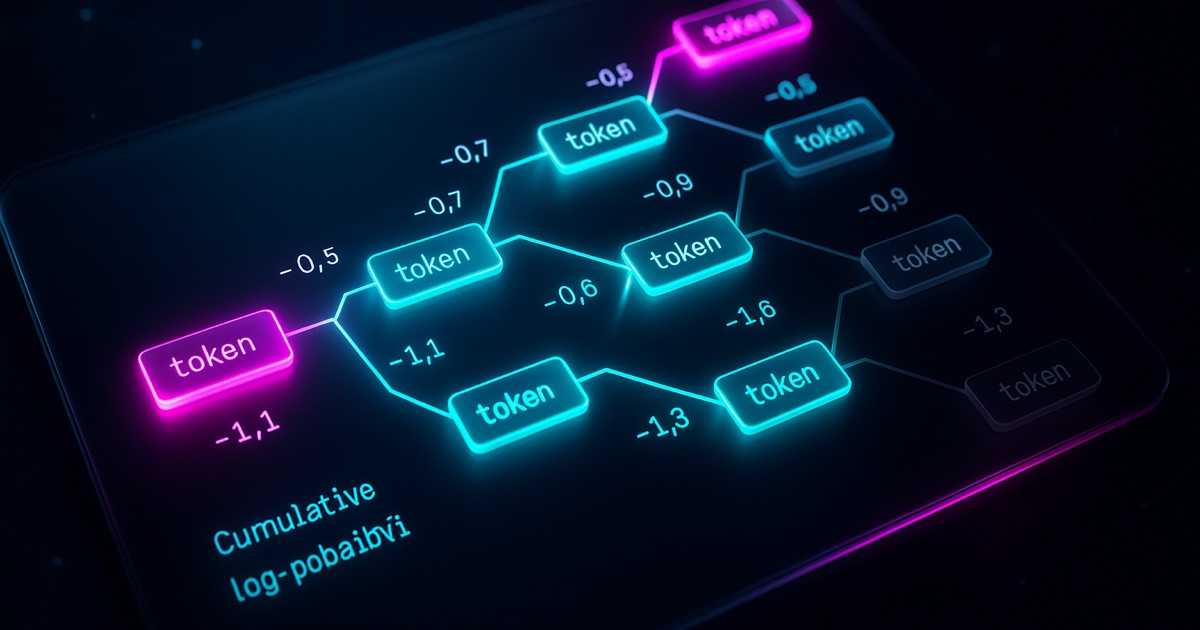 token
-0,5
-0,5
token
token
-0,7
-0,7
-0,9
-0,9
-0,5
token
token
token
-0,6
-1,6
-1,3
token
-1,1
token
token
token
-1,1
-1,3
Cumulative
log-pobaibvi